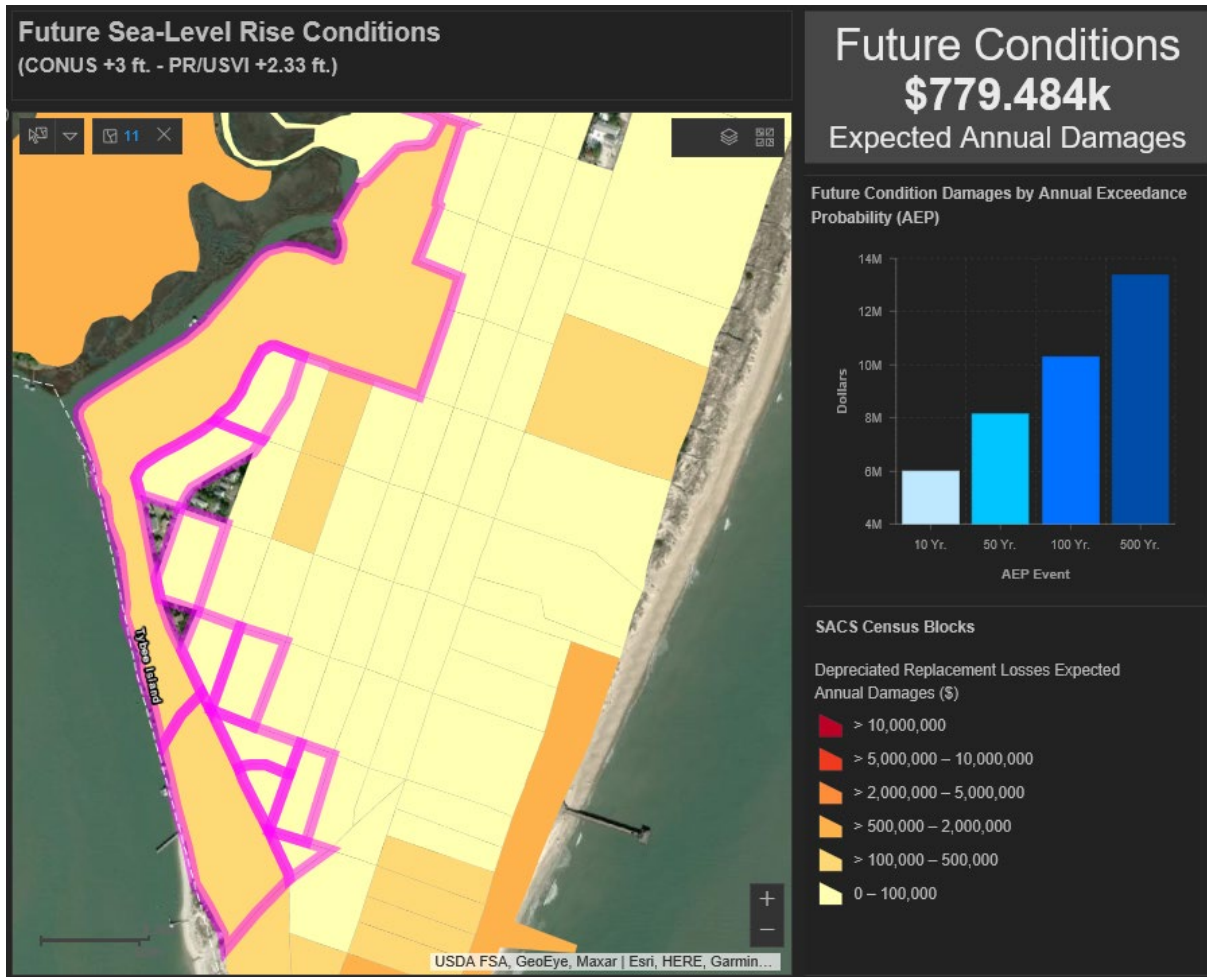 Future Sea-Level Rise Conditions
(CONUS +3 ft. - PR/USVI +2.33 ft.)
11
Tybee Island
USDA FSA, GeoEye, Maxar | Esri, HERE, Garmin...
+
−
Future Conditions
$779.484k
Expected Annual Damages
Future Condition Damages by Annual Exceedance
Probability (AEP)
14M
12M
10M
8M
6M
4M
Dollars
10 Yr.
50 Yr.
100 Yr.
500 Yr.
AEP Event
SACS Census Blocks
Depreciated Replacement Losses Expected
Annual Damages ($)
> 10,000,000
> 5,000,000 – 10,000,000
> 2,000,000 – 5,000,000
> 500,000 – 2,000,000
> 100,000 – 500,000
0 – 100,000